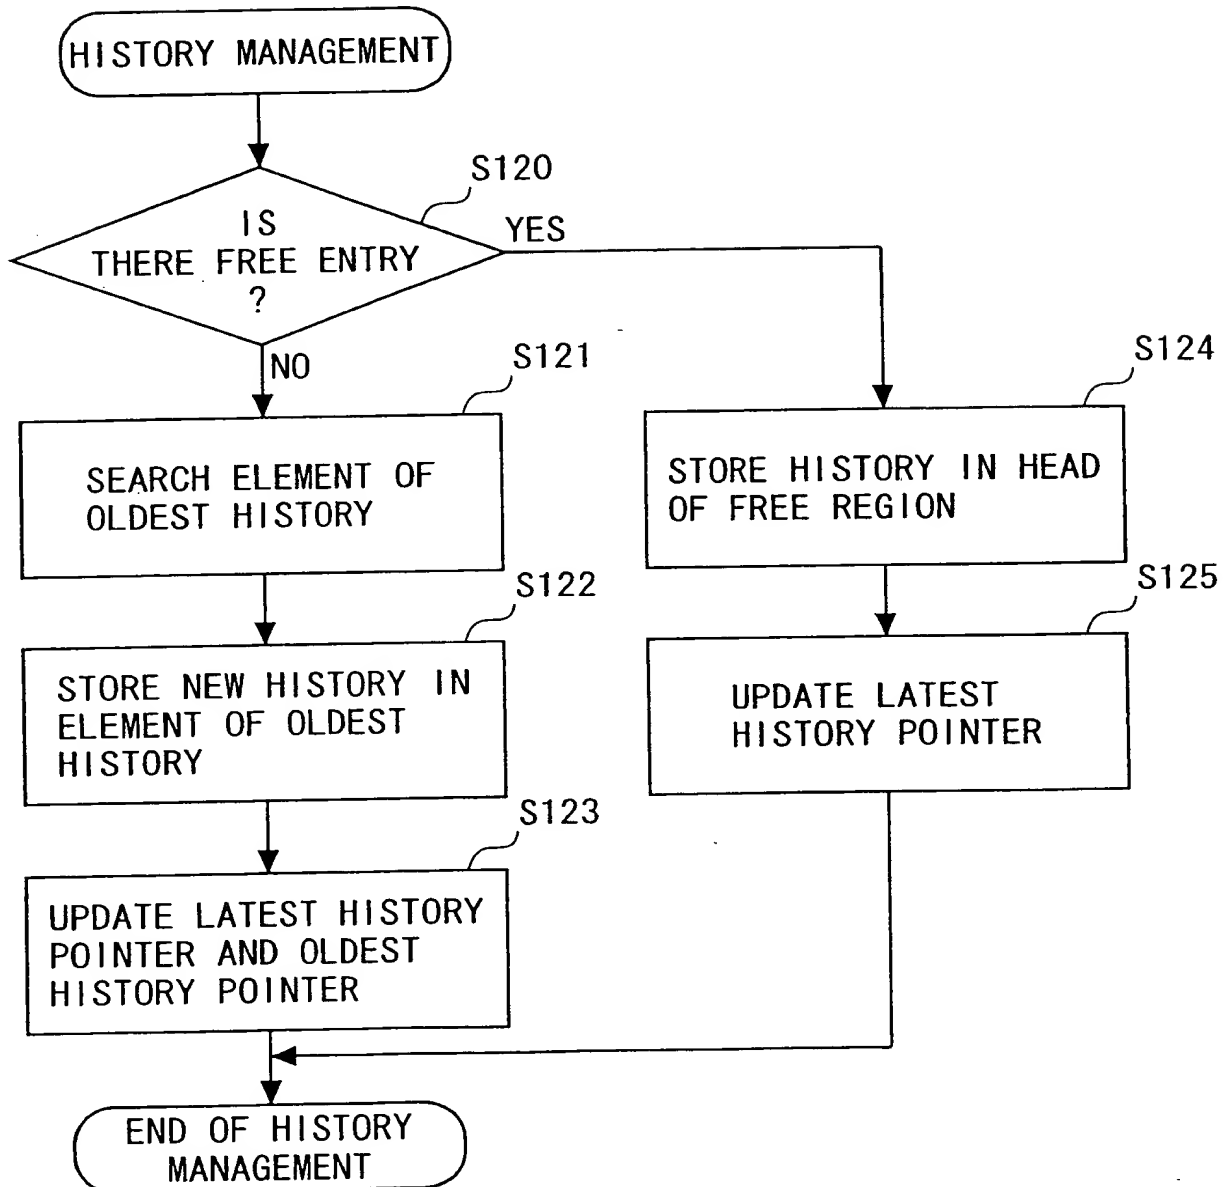 HISTORY MANAGEMENT
S120
IS
THERE FREE ENTRY
?
YES
NO
S121
SEARCH ELEMENT OF
OLDEST HISTORY
S122
STORE NEW HISTORY IN
ELEMENT OF OLDEST
HISTORY
S123
UPDATE LATEST HISTORY
POINTER AND OLDEST
HISTORY POINTER
S124
STORE HISTORY IN HEAD
OF FREE REGION
S125
UPDATE LATEST
HISTORY POINTER
END OF HISTORY
MANAGEMENT